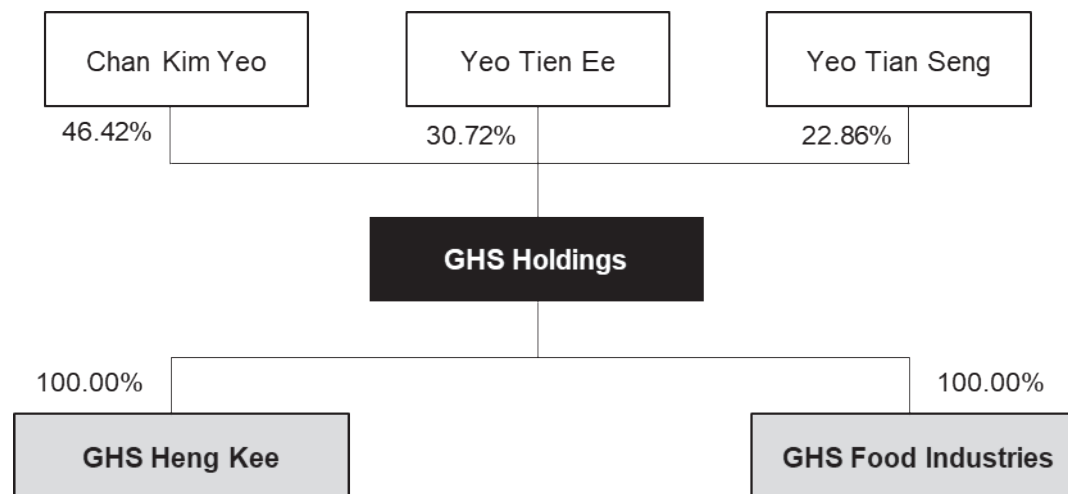 Chan Kim Yeo
Yeo Tien Ee
Yeo Tian Seng
46.42%
30.72%
22.86%
GHS Holdings
100.00%
100.00%
GHS Heng Kee
GHS Food Industries